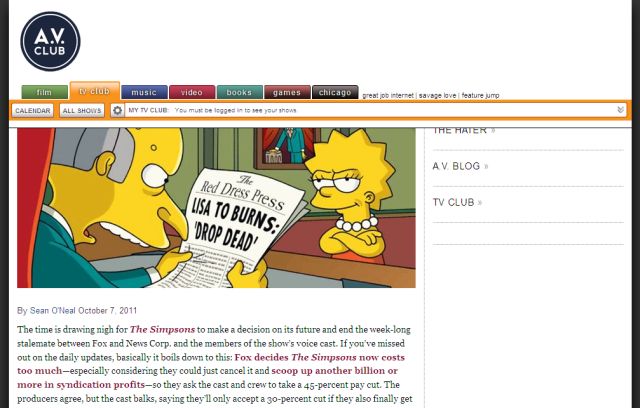 A.V.
CLUB
film tv club music video books games chicago great job internet | savage love | feature jump
CALENDAR ALL SHOWS MY TV CLUB: You must be logged in to see your shows
THE HATER »
A.V. BLOG »
TV CLUB »
The
Red Dress Press
LISA TO BURNS:
'DROP DEAD'
By Sean O'Neal October 7, 2011
The time is drawing nigh for The Simpsons to make a decision on its future and end the week-long
stalemate between Fox and News Corp. and the members of the show's voice cast. If you've missed
out on the daily updates, basically it boils down to this: Fox decides The Simpsons now costs
too much—especially considering they could just cancel it and scoop up another billion or
more in syndication profits—so they ask the cast and crew to take a 45-percent pay cut. The
producers agree, but the cast balks, saying they'll only accept a 30-percent cut if they also finally get